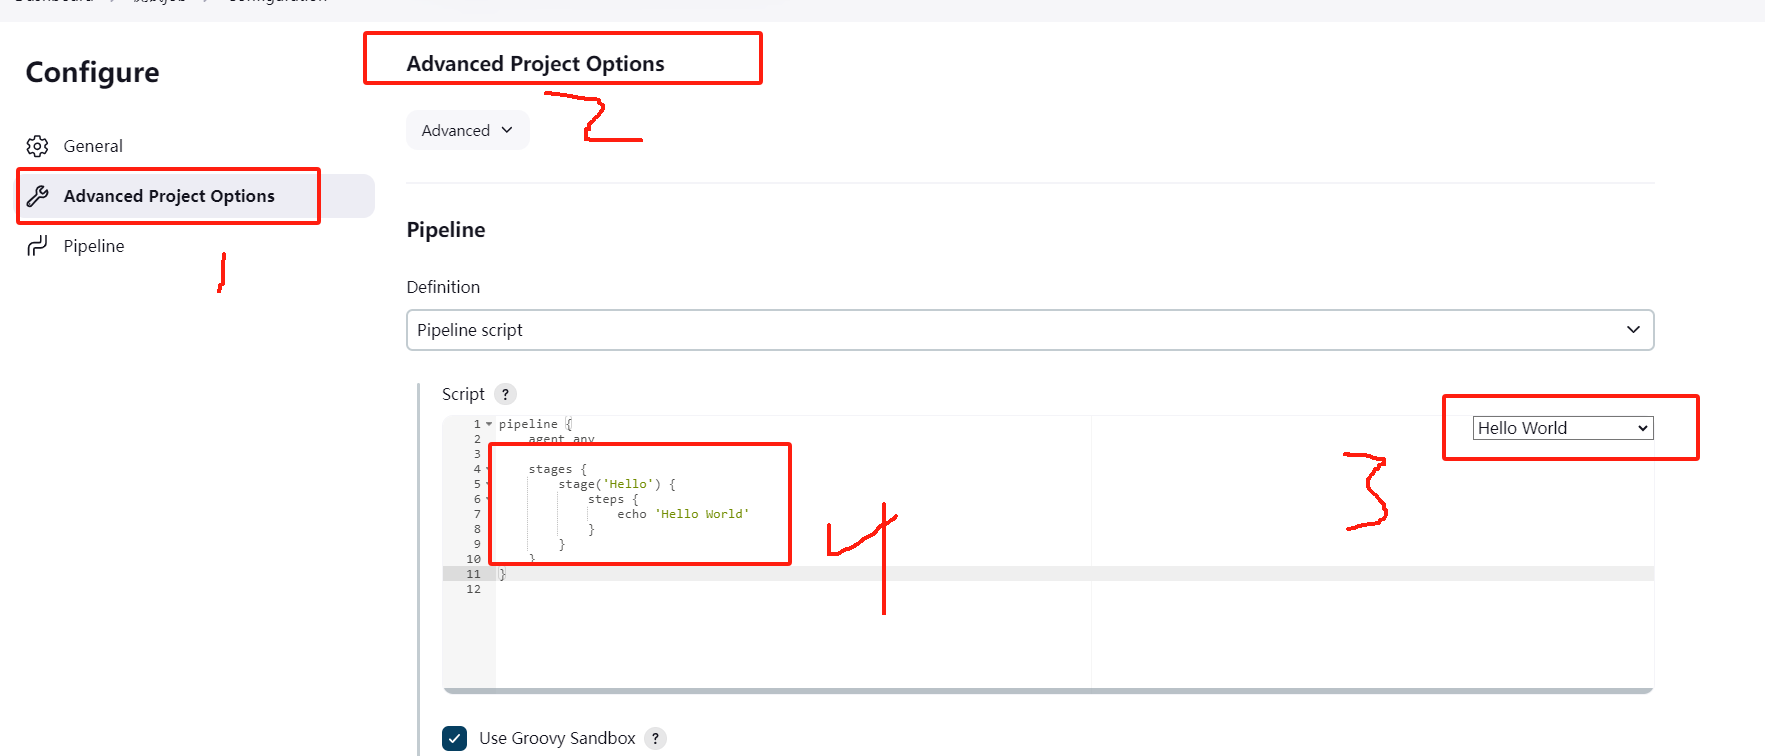 Configure
General
Advanced Project Options
Pipeline
1
Advanced Project Options
2
Advanced
Pipeline
Definition
Pipeline script
Script ?
Hello World
3
1 pipeline {
2     agent any
3
4     stages {
5         stage('Hello') {
6             steps {
7                 echo 'Hello World'
8             }
9         }
10     }
11 }
12
4
Use Groovy Sandbox ?